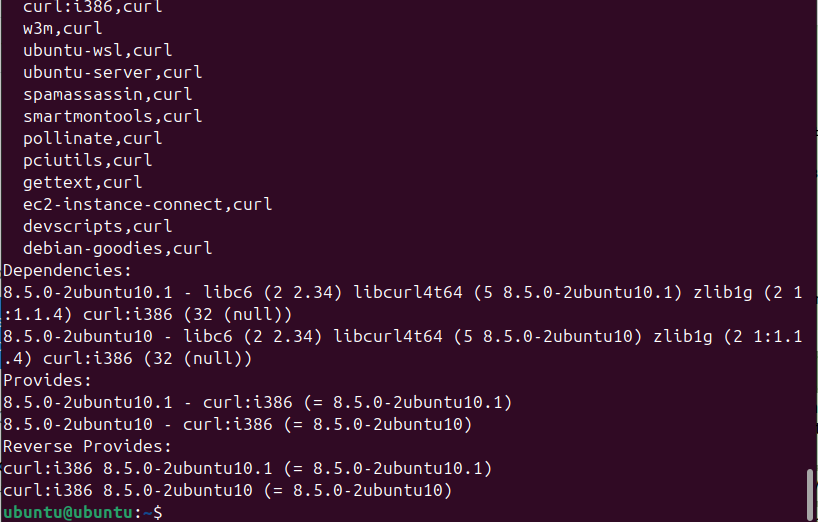 curl:i386,curl
w3m,curl
ubuntu-wsl,curl
ubuntu-server,curl
spamassassin,curl
smartmontools,curl
pollinate,curl
pciutils,curl
gettext,curl
ec2-instance-connect,curl
devscripts,curl
debian-goodies,curl
Dependencies:
8.5.0-2ubuntu10.1 - libc6 (2 2.34) libcurl4t64 (5 8.5.0-2ubuntu10.1) zlib1g (2 1
:1.1.4) curl:i386 (32 (null))
8.5.0-2ubuntu10 - libc6 (2 2.34) libcurl4t64 (5 8.5.0-2ubuntu10) zlib1g (2 1:1.1
.4) curl:i386 (32 (null))
Provides:
8.5.0-2ubuntu10.1 - curl:i386 (= 8.5.0-2ubuntu10.1)
8.5.0-2ubuntu10 - curl:i386 (= 8.5.0-2ubuntu10)
Reverse Provides:
curl:i386 8.5.0-2ubuntu10.1 (= 8.5.0-2ubuntu10.1)
curl:i386 8.5.0-2ubuntu10 (= 8.5.0-2ubuntu10)
ubuntu@ubuntu:~$